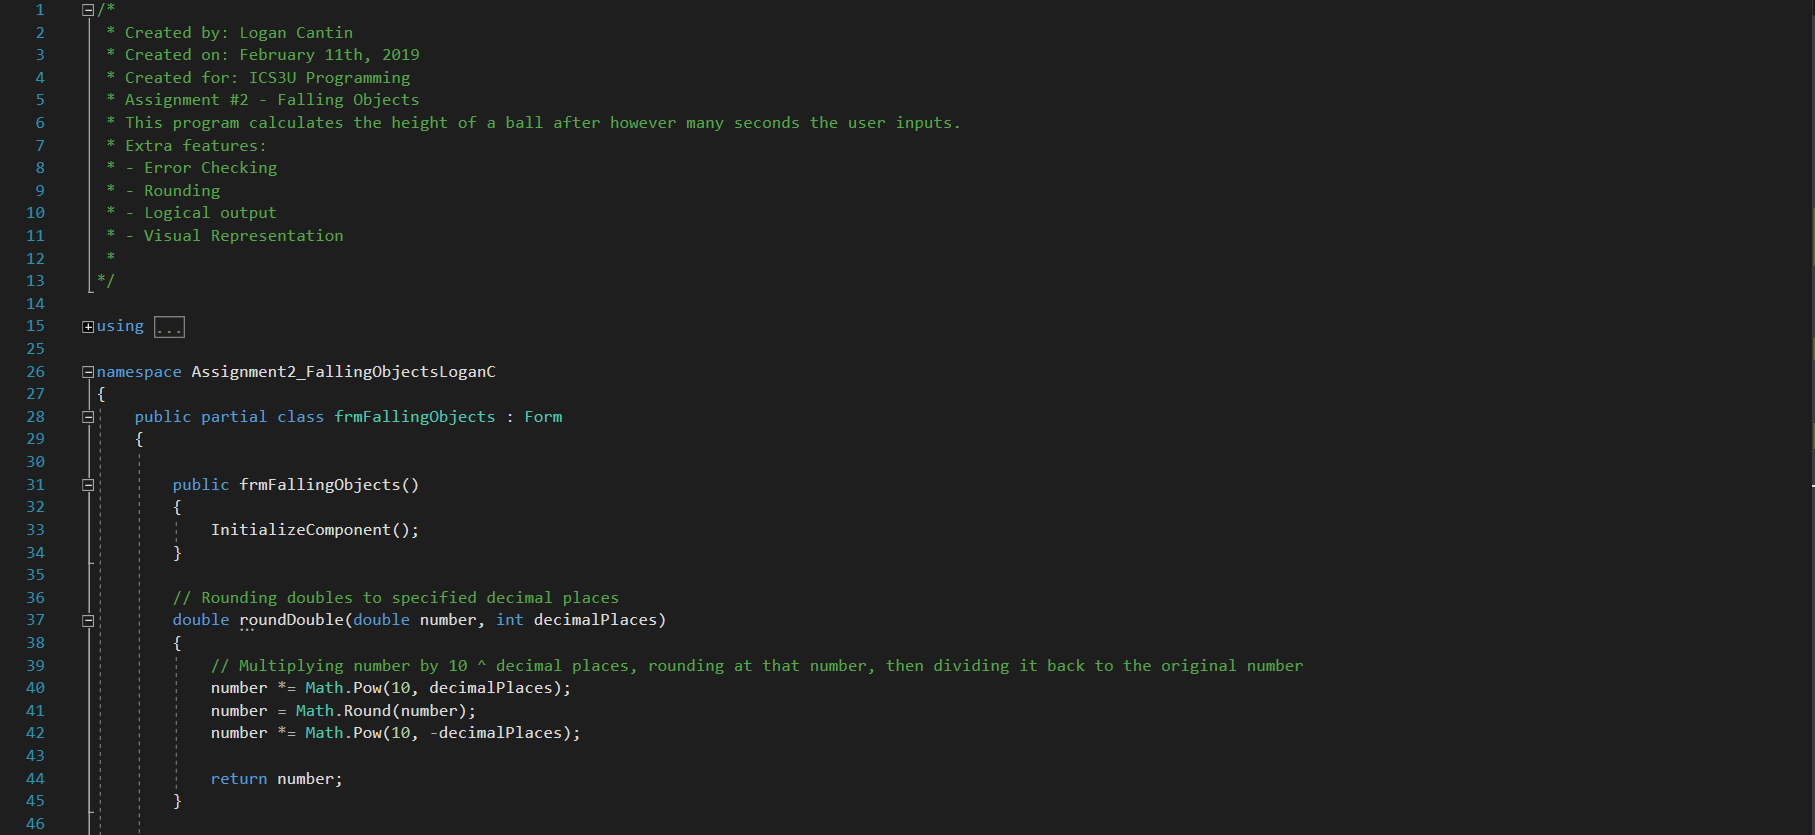 1 /*
2 * Created by: Logan Cantin
3 * Created on: February 11th, 2019
4 * Created for: ICS3U Programming
5 * Assignment #2 - Falling Objects
6 * This program calculates the height of a ball after however many seconds the user inputs.
7 * Extra features:
8 * - Error Checking
9 * - Rounding
10 * - Logical output
11 * - Visual Representation
12 *
13 */
14
15 using ...
25
26 namespace Assignment2_FallingObjectsLoganC
27 {
28 public partial class frmFallingObjects : Form
29 {
30
31 public frmFallingObjects()
32 {
33 InitializeComponent();
34 }
35
36 // Rounding doubles to specified decimal places
37 double roundDouble(double number, int decimalPlaces)
38 {
39 // Multiplying number by 10 ^ decimal places, rounding at that number, then dividing it back to the original number
40 number *= Math.Pow(10, decimalPlaces);
41 number = Math.Round(number);
42 number *= Math.Pow(10, -decimalPlaces);
43
44 return number;
45 }
46